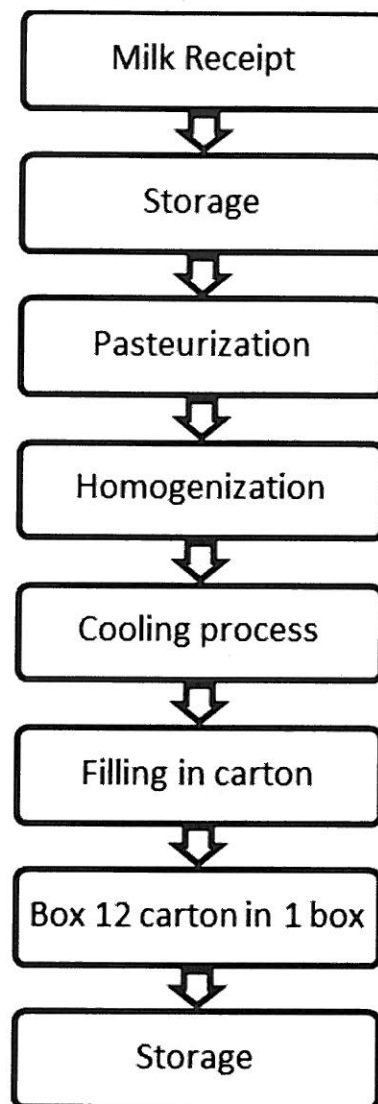 Milk Receipt
Storage
Pasteurization
Homogenization
Cooling process
Filling in carton
Box 12 carton in 1 box
Storage